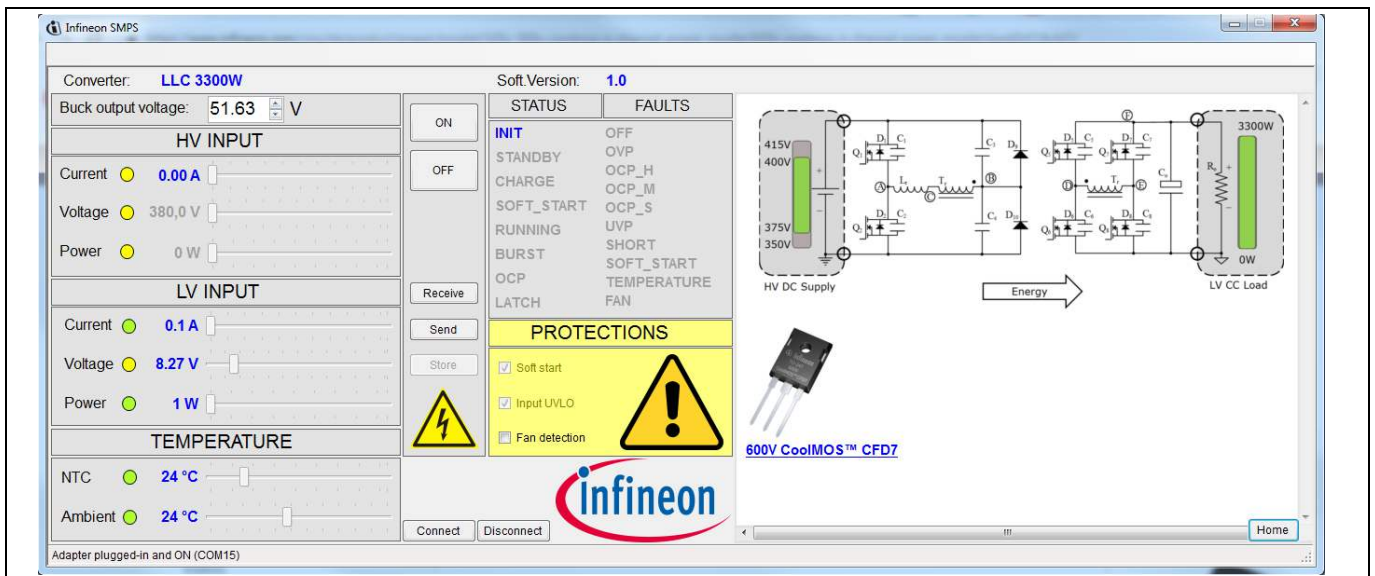 Infineon SMPS
Converter: LLC 3300W Soft.Version: 1.0
Buck output voltage: 51.63 V
HV INPUT
Current 0.00 A
Voltage 380,0 V
Power 0 W
LV INPUT
Current 0.1 A
Voltage 8.27 V
Power 1 W
TEMPERATURE
NTC 24 °C
Ambient 24 °C
ON
OFF
Receive
Send
Store
Connect Disconnect
STATUS FAULTS
INIT OFF
STANDBY OVP
CHARGE OCP_H
OCP_M
SOFT_START OCP_S
RUNNING UVP
BURST SHORT
SOFT_START
OCP TEMPERATURE
LATCH FAN
PROTECTIONS
Soft start
Input UVLO
Fan detection
infineon
415V
400V
375V
350V
HV DC Supply
Energy
3300W
0W
LV CC Load
600V CoolMOS™ CFD7
Home
Adapter plugged-in and ON (COM15)